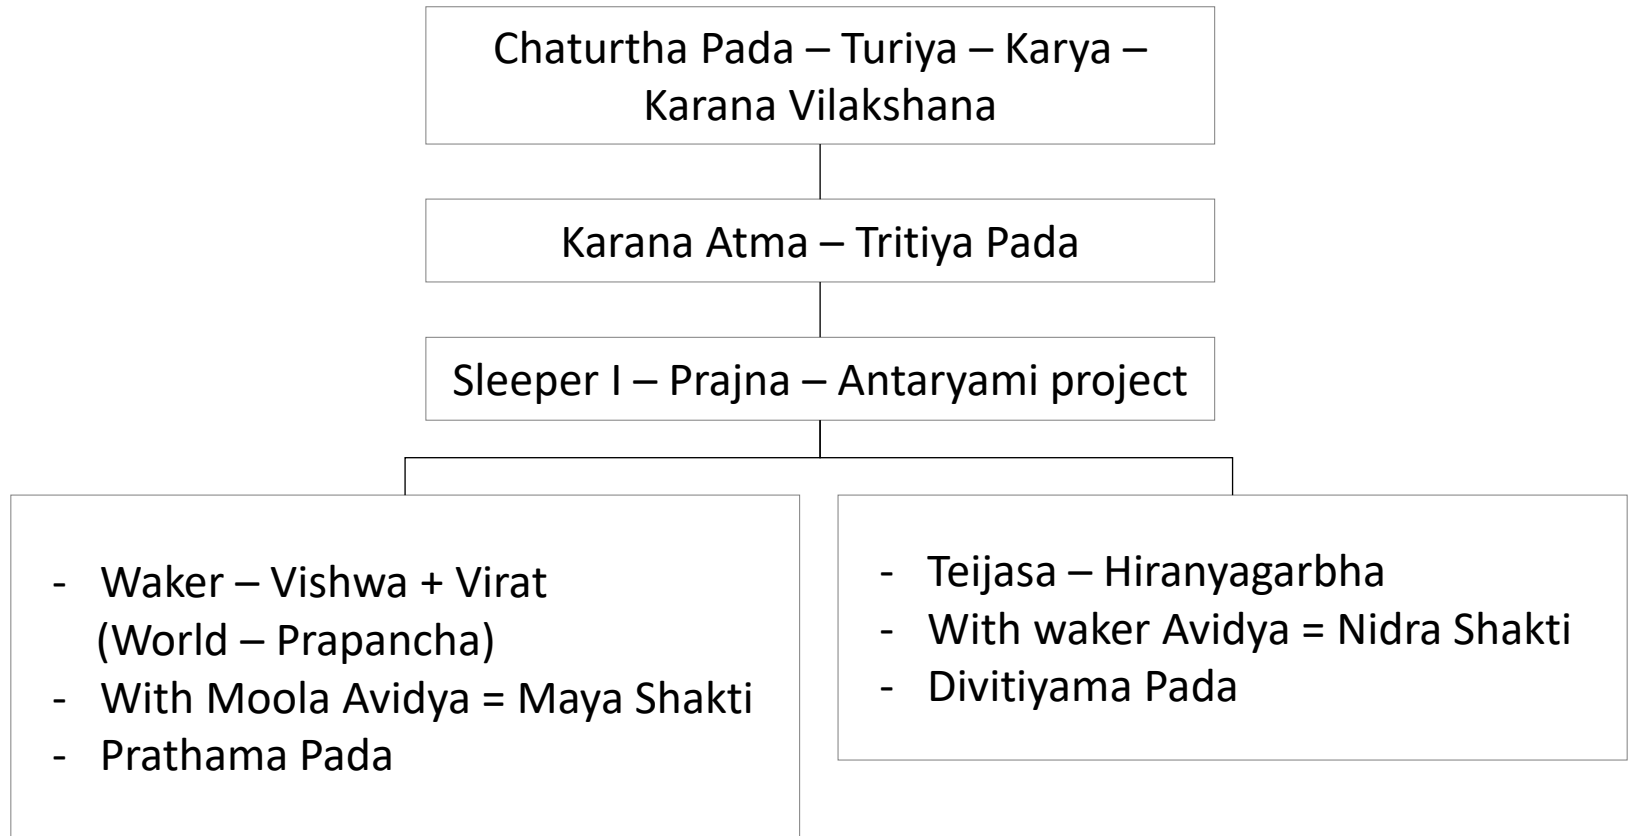 Chaturtha Pada – Turiya – Karya –
Karana Vilakshana
Karana Atma – Tritiya Pada
Sleeper I – Prajna – Antaryami project
- Waker – Vishwa + Virat
(World – Prapancha)
- With Moola Avidya = Maya Shakti
- Prathama Pada
- Teijasa – Hiranyagarbha
- With waker Avidya = Nidra Shakti
- Divitiyama Pada